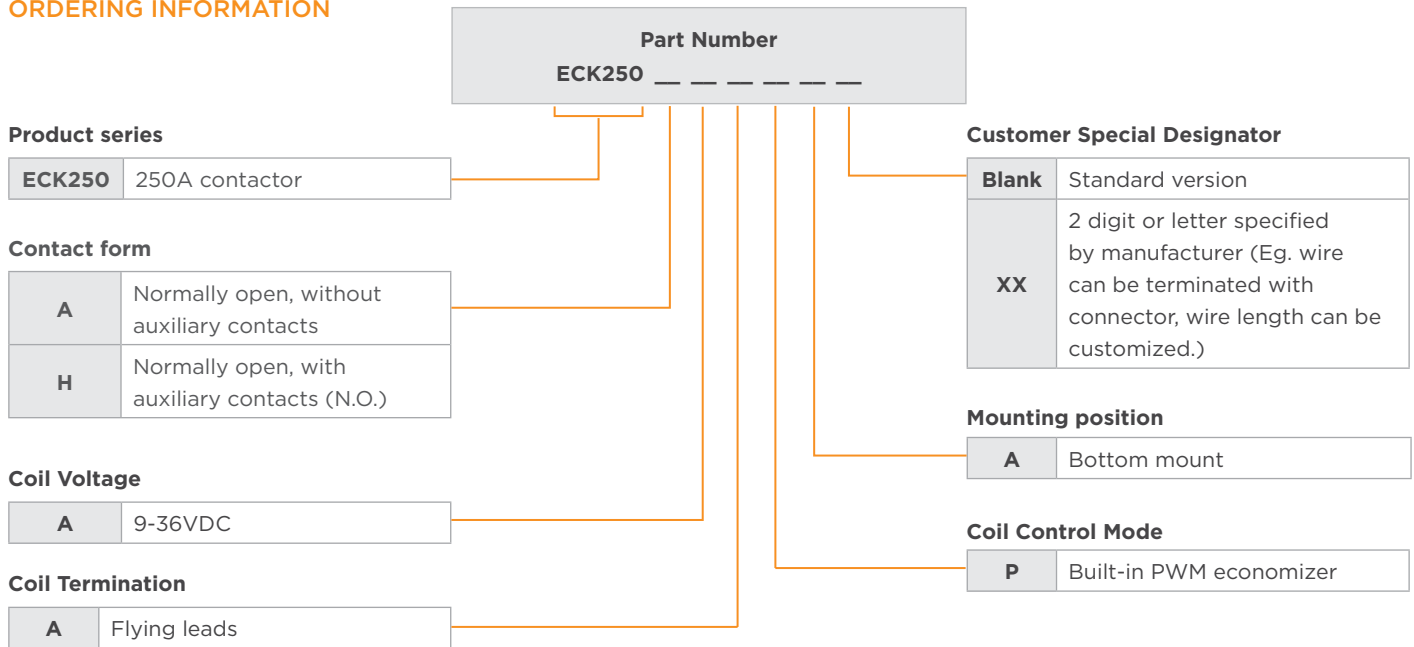 ORDERING INFORMATION
Part Number
ECK250 __ __ __ __ __ __
Product series
ECK250 250A contactor
Contact form
A Normally open, without
auxiliary contacts
H Normally open, with
auxiliary contacts (N.O.)
Coil Voltage
A 9-36VDC
Coil Termination
A Flying leads
Customer Special Designator
Blank Standard version
XX 2 digit or letter specified
by manufacturer (Eg. wire
can be terminated with
connector, wire length can be
customized.)
Mounting position
A Bottom mount
Coil Control Mode
P Built-in PWM economizer